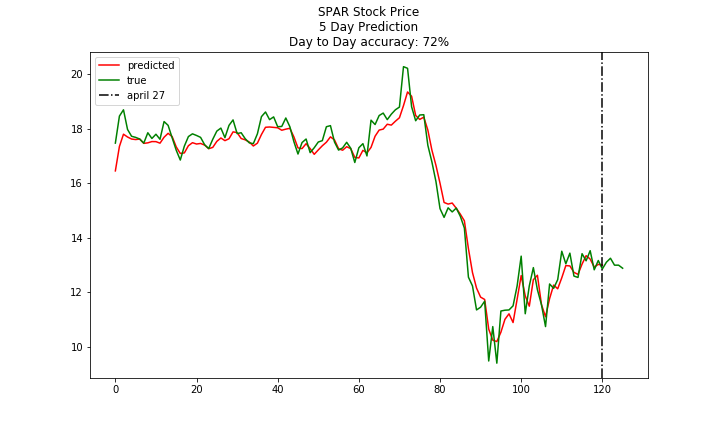 SPAR Stock Price
5 Day Prediction
Day to Day accuracy: 72%
predicted
true
april 27
20
18
16
14
12
10
0 20 40 60 80 100 120